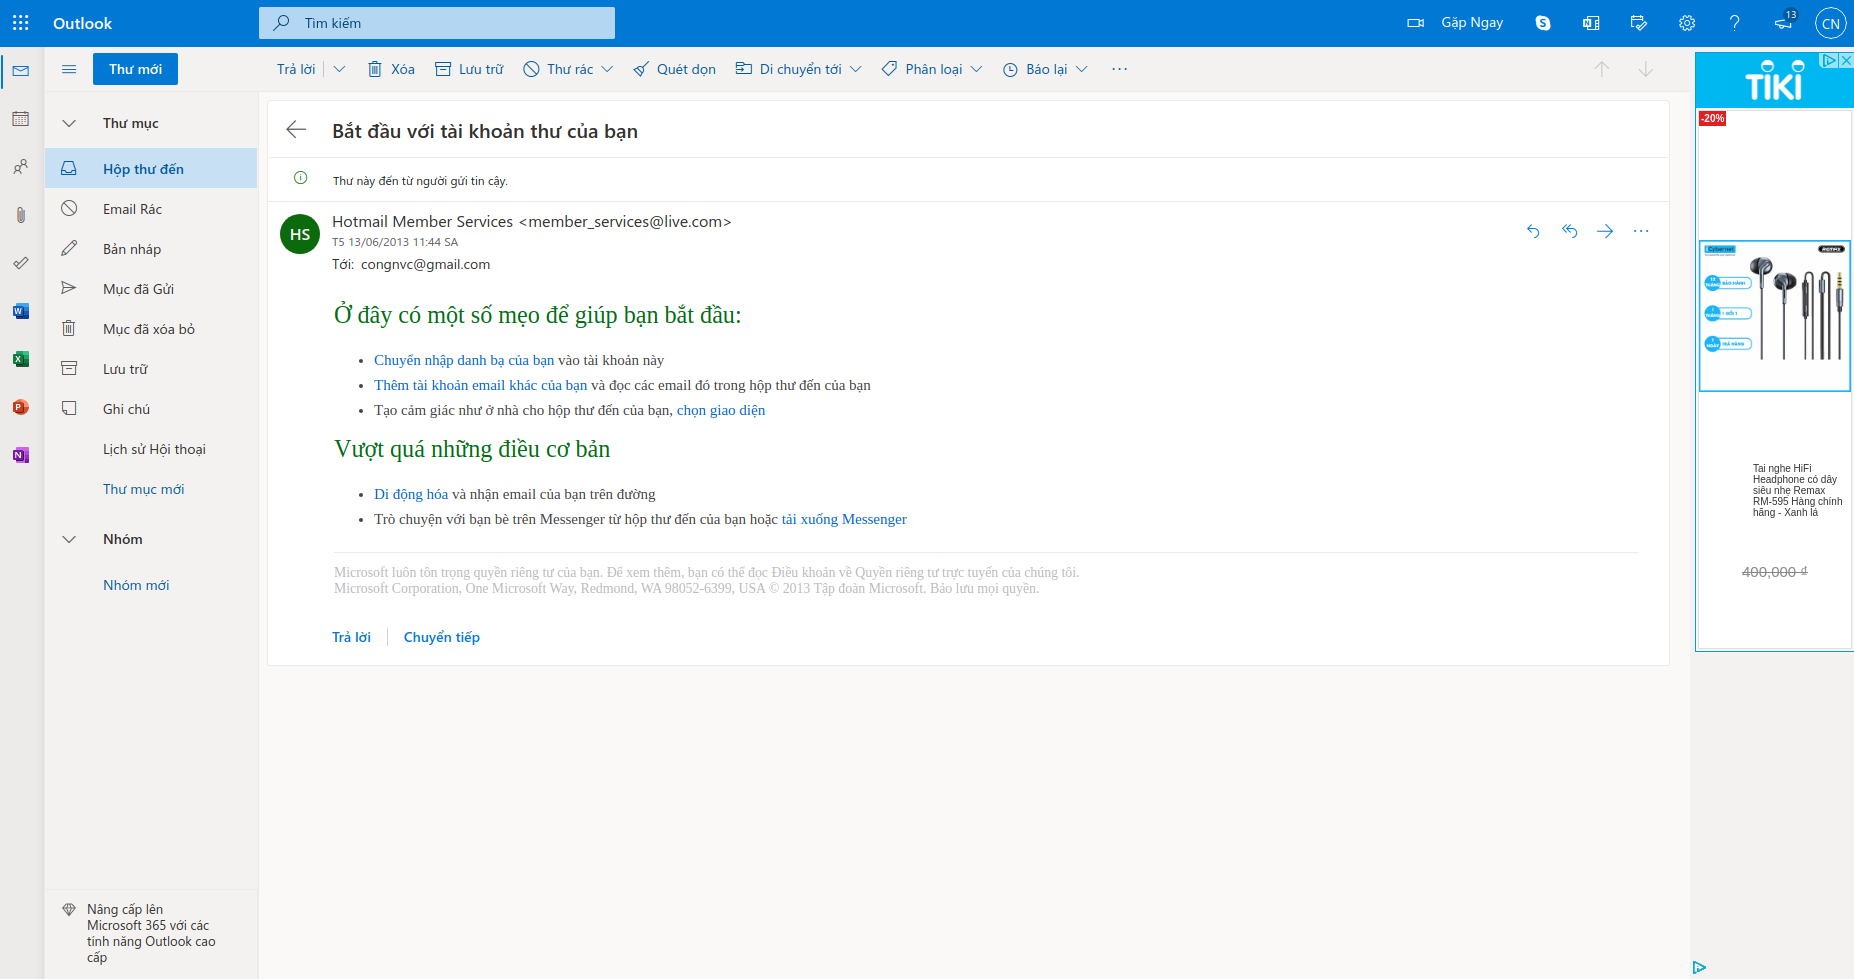 Outlook
Tìm kiếm
Gặp Ngay
13
CN
Thư mới
Trả lời
Xóa
Lưu trữ
Thư rác
Quét dọn
Di chuyển tới
Phân loại
Báo lại
Thư mục
Hộp thư đến
Email Rác
Bản nháp
Mục đã Gửi
Mục đã xóa bỏ
Lưu trữ
Ghi chú
Lịch sử Hội thoại
Thư mục mới
Nhóm
Nhóm mới
Nâng cấp lên
Microsoft 365 với các
tính năng Outlook cao
cấp
Bắt đầu với tài khoản thư của bạn
Thư này đến từ người gửi tin cậy.
HS
Hotmail Member Services <member_services@live.com>
T5 13/06/2013 11:44 SA
Tới: congnvc@gmail.com
Ở đây có một số mẹo để giúp bạn bắt đầu:
• Chuyển nhập danh bạ của bạn vào tài khoản này
• Thêm tài khoản email khác của bạn và đọc các email đó trong hộp thư đến của bạn
• Tạo cảm giác như ở nhà cho hộp thư đến của bạn, chọn giao diện
Vượt quá những điều cơ bản
• Di động hóa và nhận email của bạn trên đường
• Trò chuyện với bạn bè trên Messenger từ hộp thư đến của bạn hoặc tải xuống Messenger
Microsoft luôn tôn trọng quyền riêng tư của bạn. Để xem thêm, bạn có thể đọc Điều khoản về Quyền riêng tư trực tuyến của chúng tôi.
Microsoft Corporation, One Microsoft Way, Redmond, WA 98052-6399, USA © 2013 Tập đoàn Microsoft. Bảo lưu mọi quyền.
Trả lời
Chuyển tiếp
TIKI
-20%
Cybernet
REMAX
BẢO HÀNH
1 ĐỔI 1
TRẢ HÀNG
Tai nghe HiFi
Headphone có dây
siêu nhẹ Remax
RM-595 Hàng chính
hãng - Xanh lá
400,000 ₫